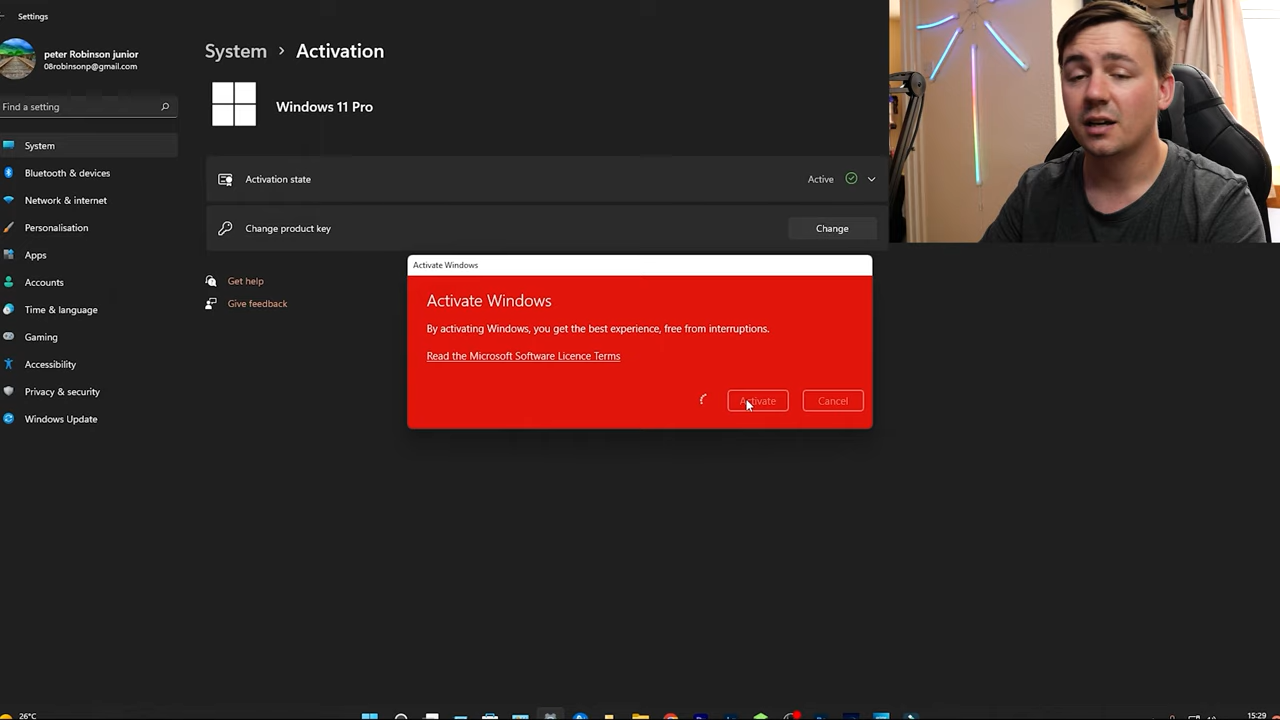 Settings
peter Robinson junior
08robinsonp@gmail.com
Find a setting
System
Bluetooth & devices
Network & internet
Personalisation
Apps
Accounts
Time & language
Gaming
Accessibility
Privacy & security
Windows Update
System > Activation
Windows 11 Pro
Activation state
Active
Change product key
Change
Get help
Give feedback
Activate Windows
Activate Windows
By activating Windows, you get the best experience, free from interruptions.
Read the Microsoft Software Licence Terms
Activate
Cancel
26°C
15:29